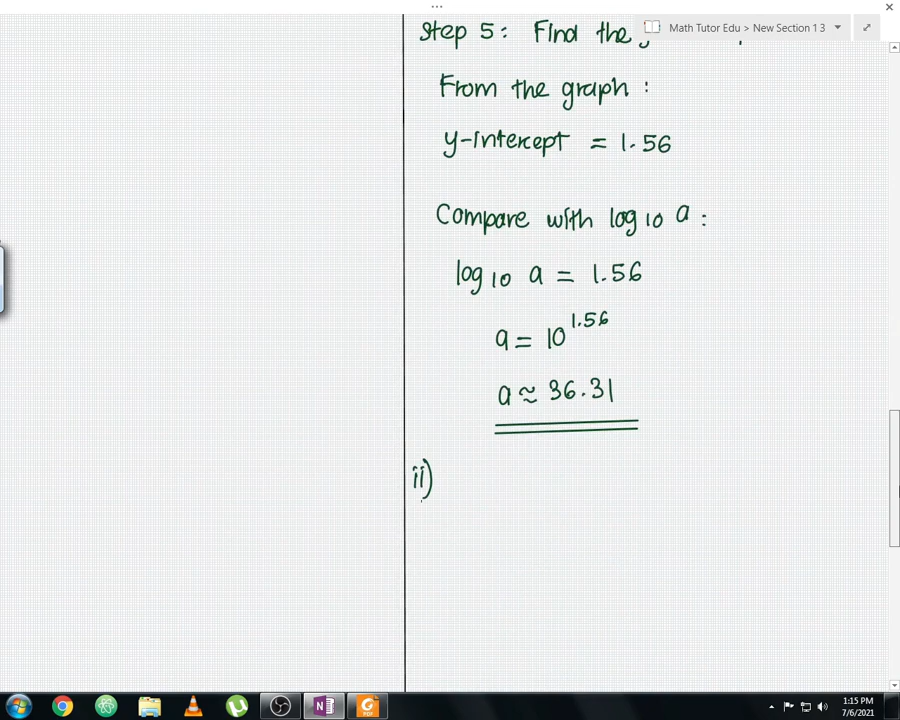 Math Tutor Edu > New Section 1 3
Step 5: Find the
From the graph :
y-intercept = 1.56
Compare with log10 a :
log10 a = 1.56
a = 10^1.56
a ≈ 36.31
ii)
PDF
1:15 PM
7/6/2021